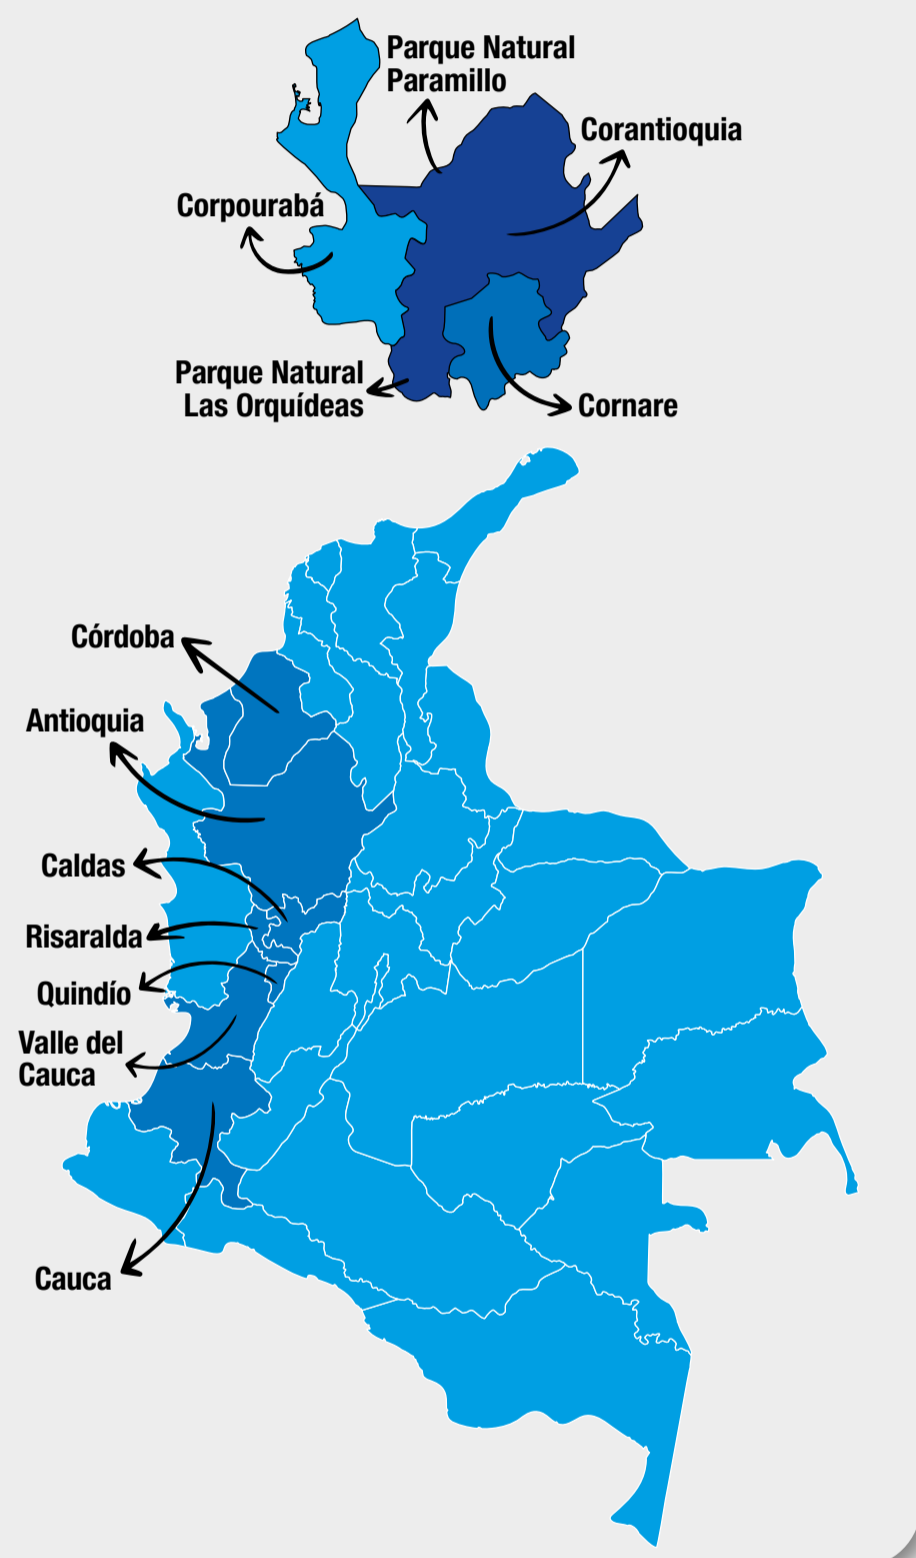 Parque Natural
Paramillo
Corantioquia
Corpourabá
Parque Natural
Las Orquídeas
Cornare
Córdoba
Antioquia
Caldas
Risaralda
Quindío
Valle del
Cauca
Cauca